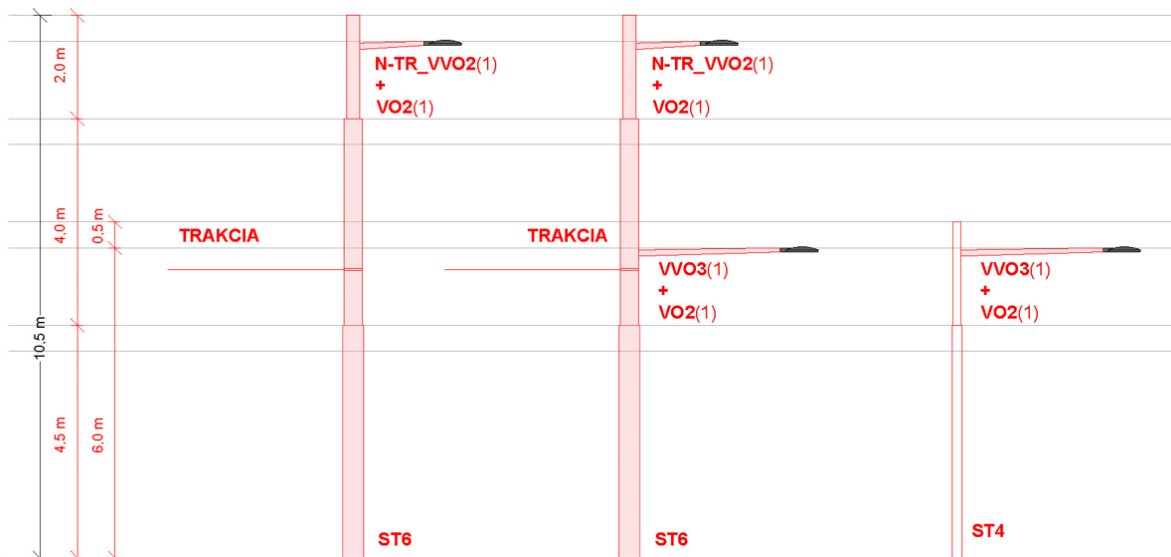 2.0 m
N-TR_VVO2(1)
+
VO2(1)
N-TR_VVO2(1)
+
VO2(1)
4.0 m
0.5 m
TRAKCIA
TRAKCIA
VVO3(1)
+
VO2(1)
VVO3(1)
+
VO2(1)
10.5 m
4.5 m
6.0 m
ST6
ST6
ST4